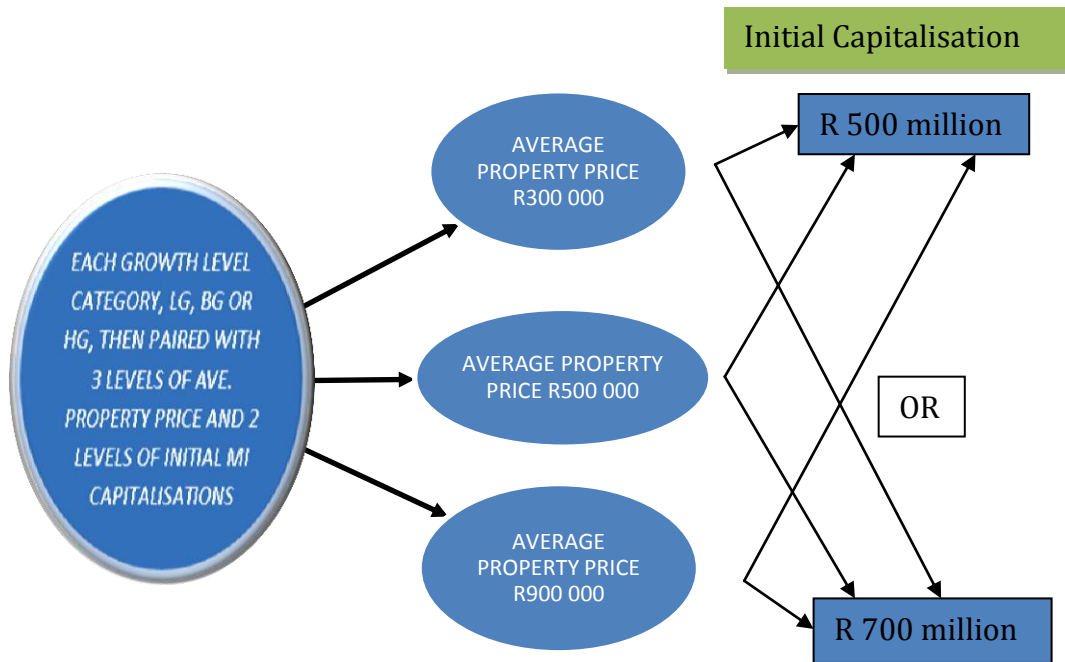 EACH GROWTH LEVEL
CATEGORY, LG, BG OR
HG, THEN PAIRED WITH
3 LEVELS OF AVE.
PROPERTY PRICE AND 2
LEVELS OF INITIAL MI
CAPITALISATIONS
AVERAGE
PROPERTY PRICE
R300 000
AVERAGE PROPERTY
PRICE R500 000
AVERAGE
PROPERTY PRICE
R900 000
Initial Capitalisation
R 500 million
OR
R 700 million